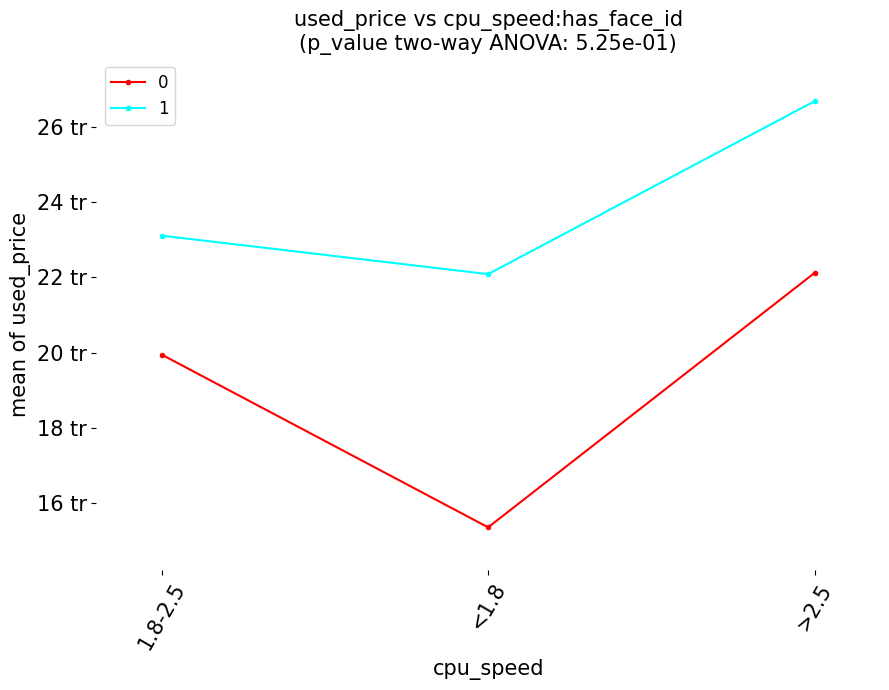 used_price vs cpu_speed:has_face_id
(p_value two-way ANOVA: 5.25e-01)
0
1
26 tr
24 tr
22 tr
20 tr
18 tr
16 tr
mean of used_price
1.8-2.5
<1.8
>2.5
cpu_speed